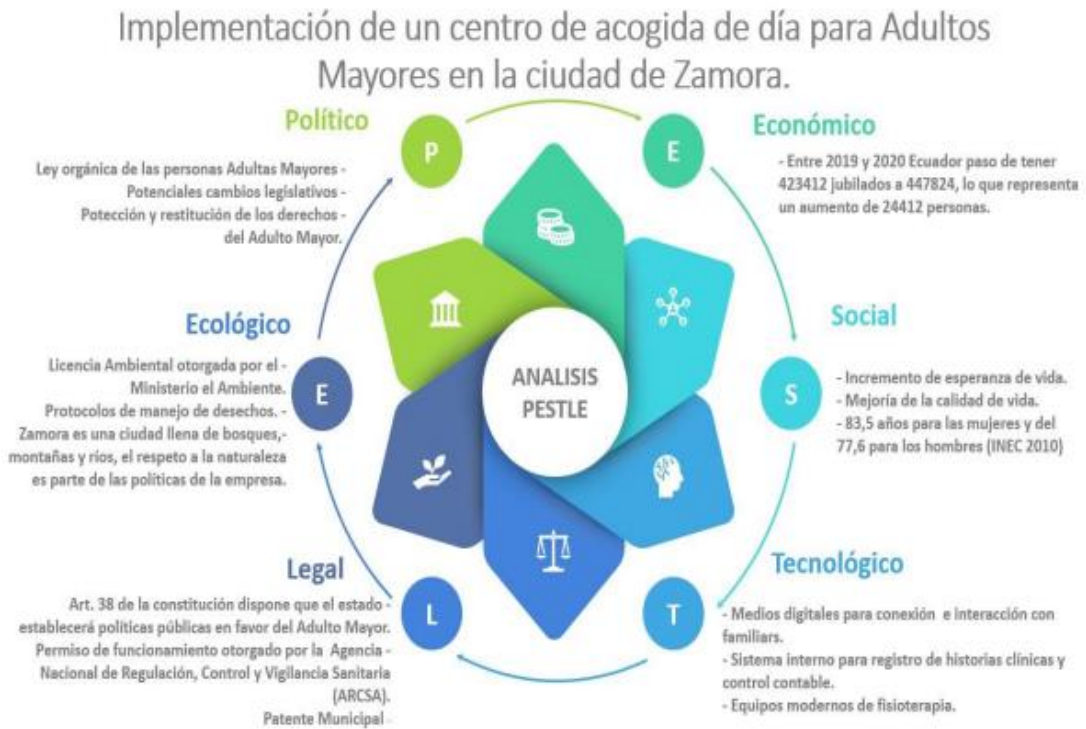 Implementación de un centro de acogida de día para Adultos
Mayores en la ciudad de Zamora.
Político
P
Ley orgánica de las personas Adultas Mayores -
Potenciales cambios legislativos -
Potección y restitución de los derechos -
del Adulto Mayor.
E
Económico
- Entre 2019 y 2020 Ecuador paso de tener
423412 jubilados a 447824, lo que representa
un aumento de 24412 personas.
Social
S
- Incremento de esperanza de vida.
- Mejoría de la calidad de vida.
- 83,5 años para las mujeres y del
77,6 para los hombres (INEC 2010)
Tecnológico
T
- Medios digitales para conexión e interacción con
familiars.
- Sistema interno para registro de historias clínicas y
control contable.
- Equipos modernos de fisioterapia.
Legal
L
Art. 38 de la constitución dispone que el estado -
establecerá políticas públicas en favor del Adulto Mayor.
Permiso de funcionamiento otorgado por la Agencia -
Nacional de Regulación, Control y Vigilancia Sanitaria
(ARCSA).
Patente Municipal -
Ecológico
E
Licencia Ambiental otorgada por el -
Ministerio el Ambiente.
Protocolos de manejo de desechos. -
Zamora es una ciudad llena de bosques,-
montañas y ríos, el respeto a la naturaleza
es parte de las políticas de la empresa.
ANALISIS
PESTLE